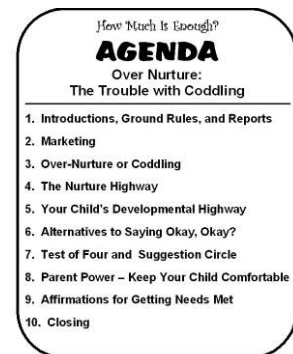 How Much Is Enough?
AGENDA
Over Nurture:
The Trouble with Coddling
1. Introductions, Ground Rules, and Reports
2. Marketing
3. Over-Nurture or Coddling
4. The Nurture Highway
5. Your Child's Developmental Highway
6. Alternatives to Saying Okay, Okay?
7. Test of Four and Suggestion Circle
8. Parent Power – Keep Your Child Comfortable
9. Affirmations for Getting Needs Met
10. Closing